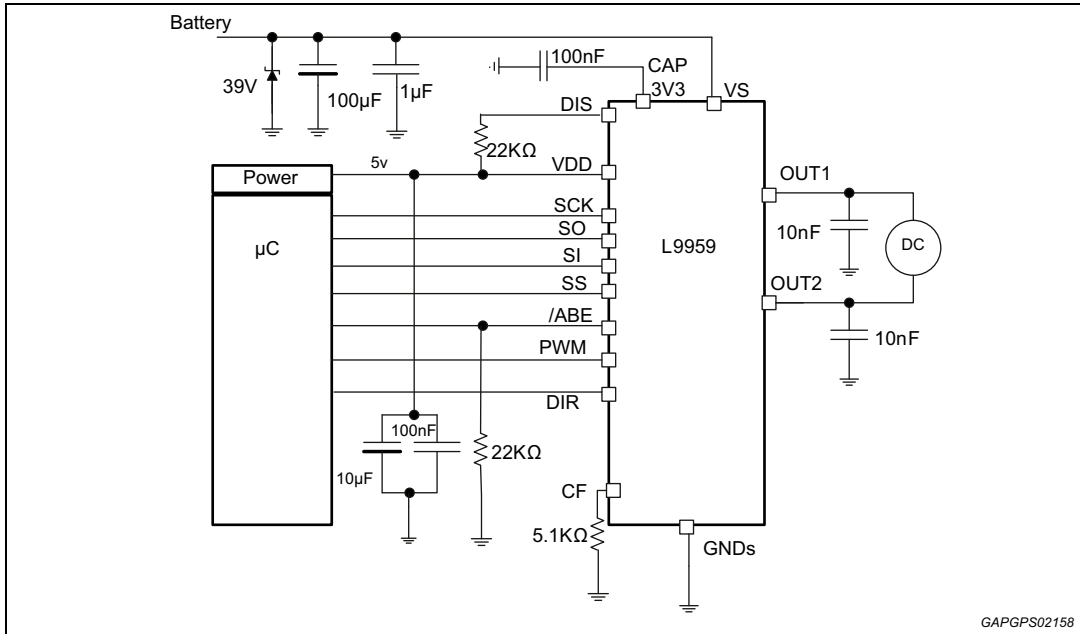 Battery
39V
100µF
1µF
100nF
CAP
3V3
VS
DIS
22KΩ
5v
VDD
Power
µC
SCK
SO
SI
SS
/ABE
PWM
DIR
L9959
OUT1
10nF
DC
OUT2
10nF
100nF
10µF
22KΩ
CF
5.1KΩ
GNDs
GAPGPS02158